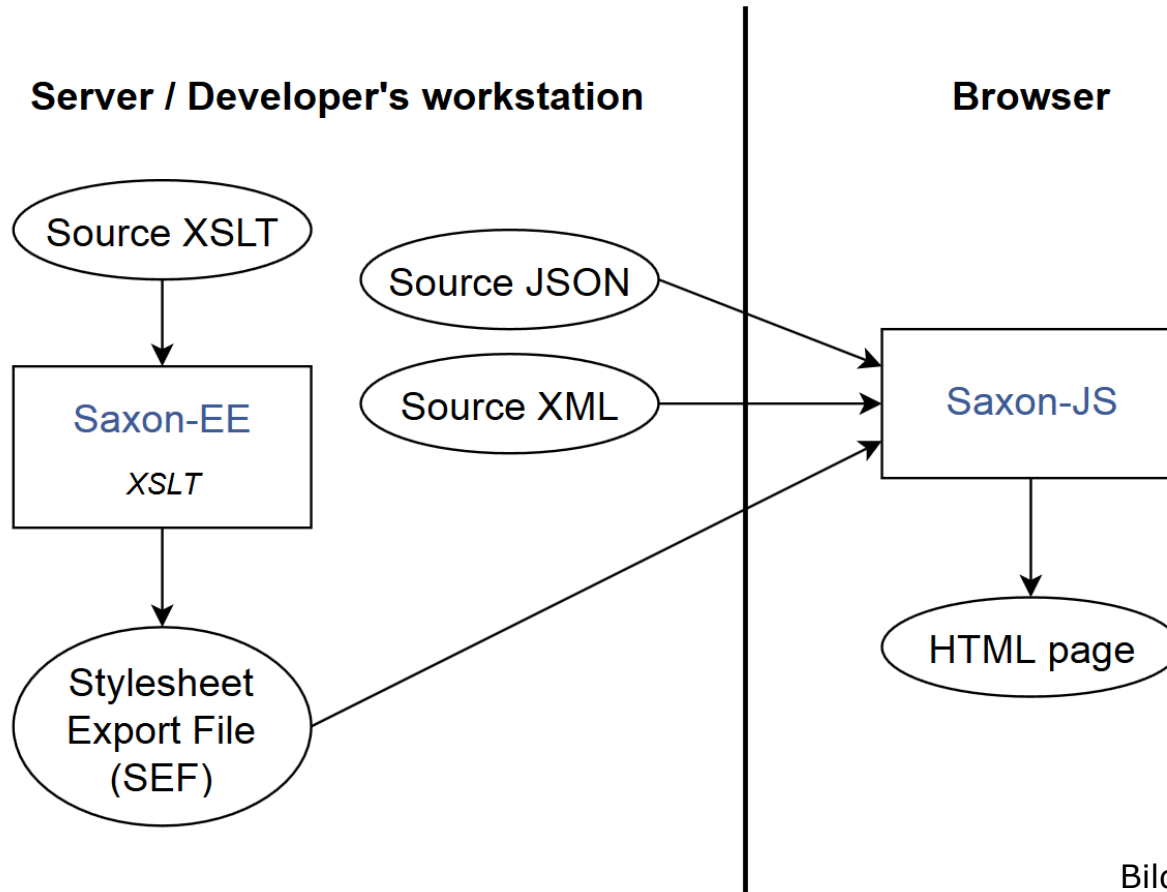 Server / Developer's workstation
Browser
Source XSLT
Source JSON
Source XML
Saxon-EE
XSLT
Saxon-JS
Stylesheet
Export File
(SEF)
HTML page